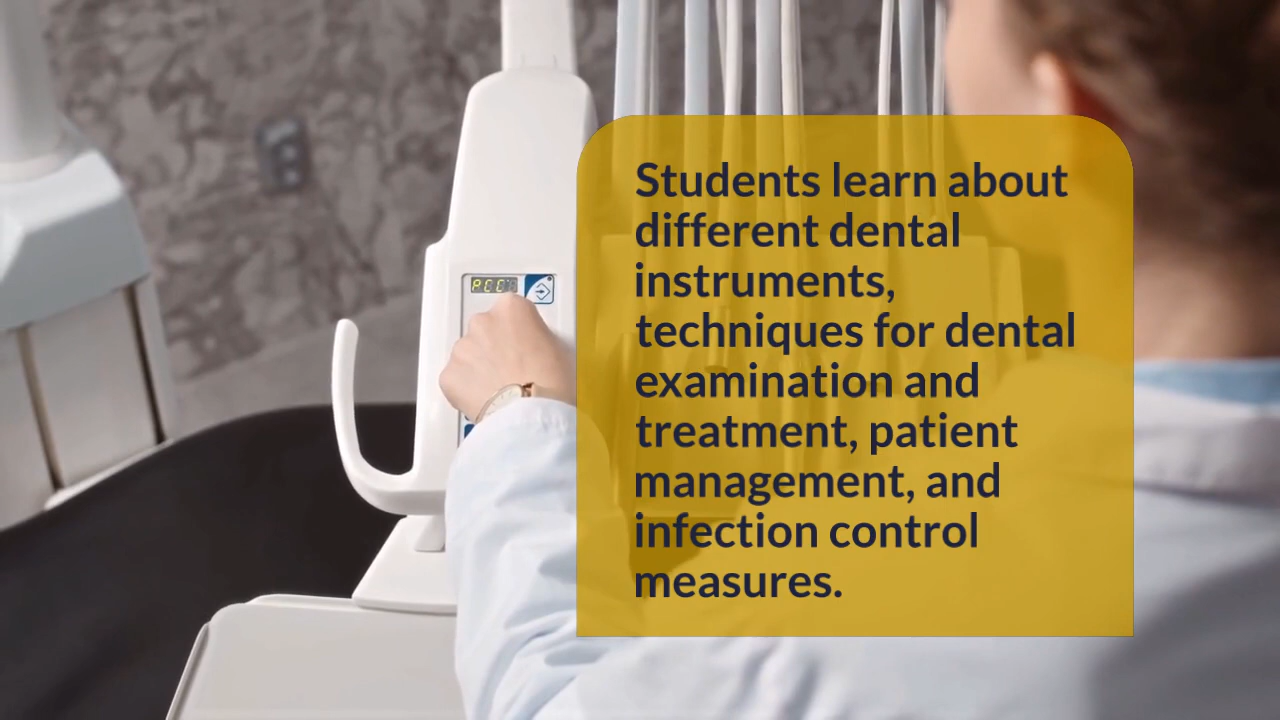 Students learn about
different dental
instruments,
techniques for dental
examination and
treatment, patient
management, and
infection control
measures.